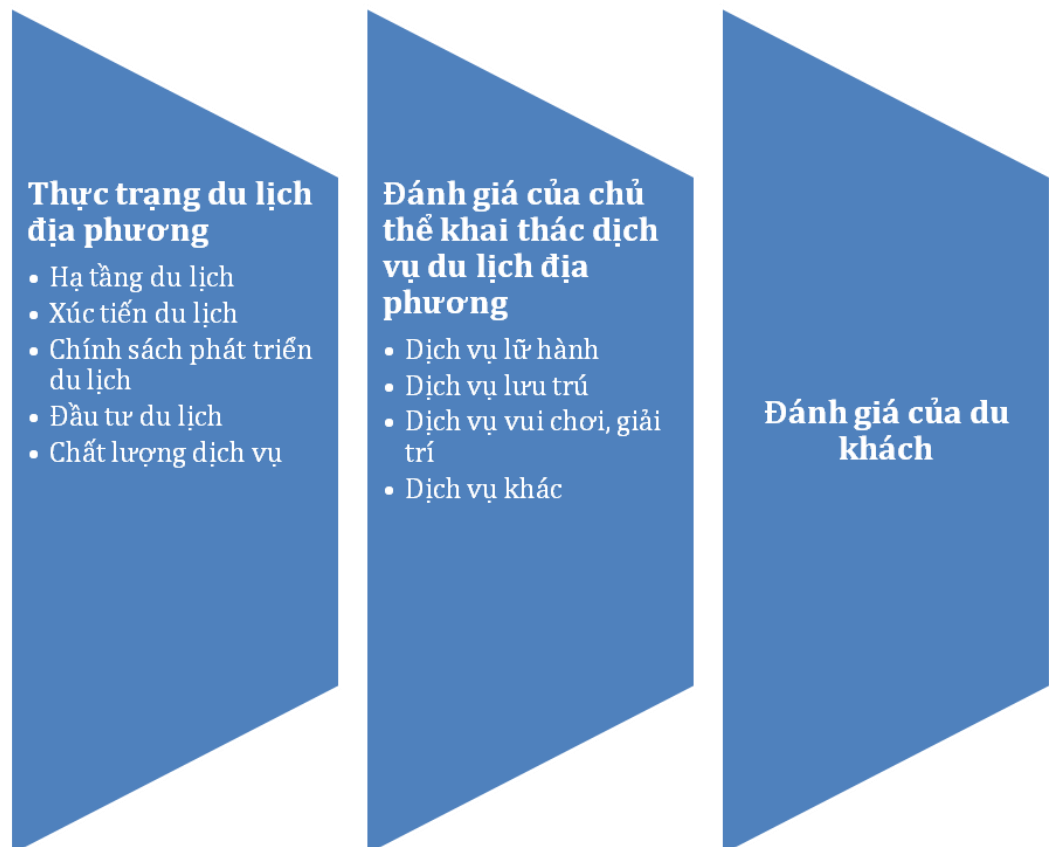 Thực trạng du lịch
địa phương
• Hạ tầng du lịch
• Xúc tiến du lịch
• Chính sách phát triển
du lịch
• Đầu tư du lịch
• Chất lượng dịch vụ
Đánh giá của chủ
thể khai thác dịch
vụ du lịch địa
phương
• Dịch vụ lữ hành
• Dịch vụ lưu trú
• Dịch vụ vui chơi, giải
trí
• Dịch vụ khác
Đánh giá của du
khách